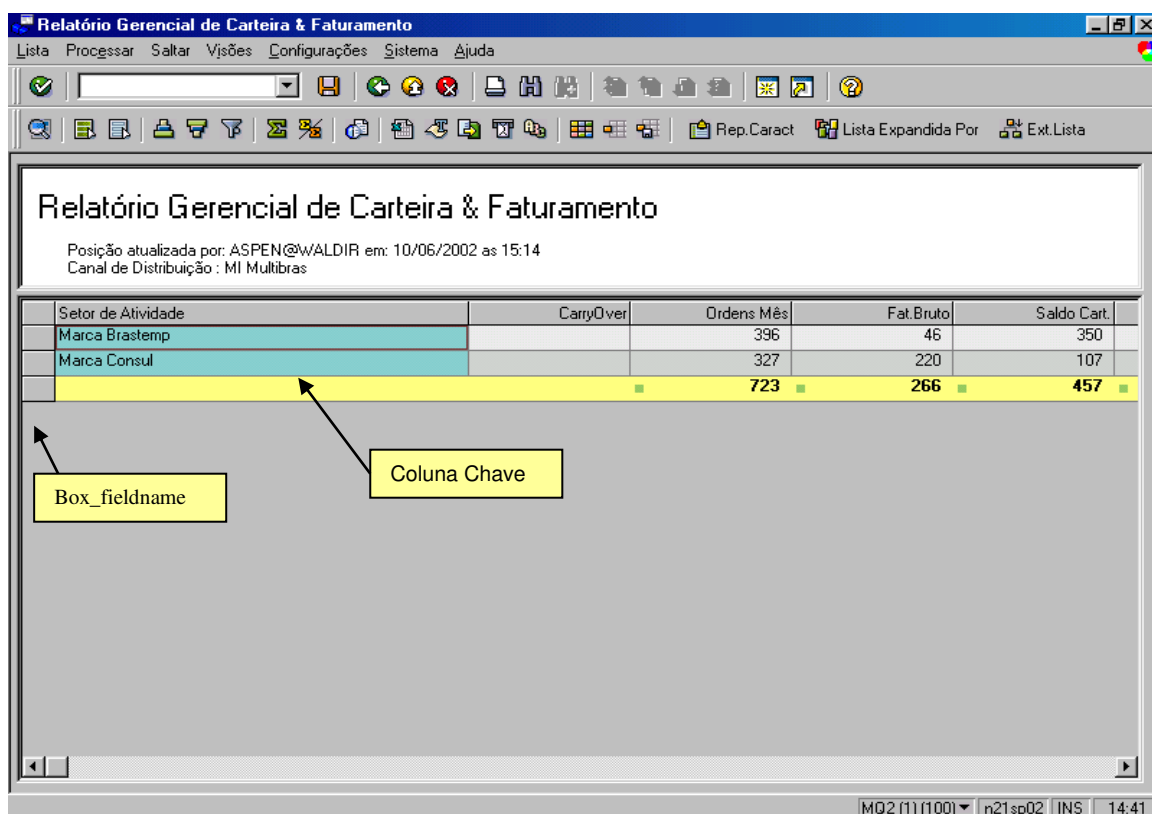 Relatório Gerencial de Carteira & Faturamento
Lista Processar Saltar Visões Configurações Sistema Ajuda
Rep.Caract Lista Expandida Por Ext.Lista
Relatório Gerencial de Carteira & Faturamento
Posição atualizada por: ASPEN@WALDIR em: 10/06/2002 as 15:14
Canal de Distribuição : MI Multibras
Setor de Atividade CarryOver Ordens Mês Fat.Bruto Saldo Cart.
Marca Brastemp 396 46 350
Marca Consul 327 220 107
723 266 457
Coluna Chave
Box_fieldname
MQ2 (1) (100) n21sp02 INS 14:41